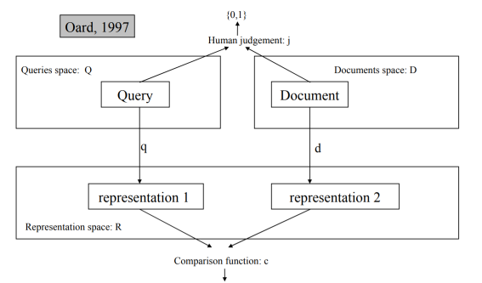 Oard, 1997
{0,1}
Human judgement: j
Queries space: Q
Documents space: D
Query
Document
q
d
representation 1
representation 2
Representation space: R
Comparison function: c